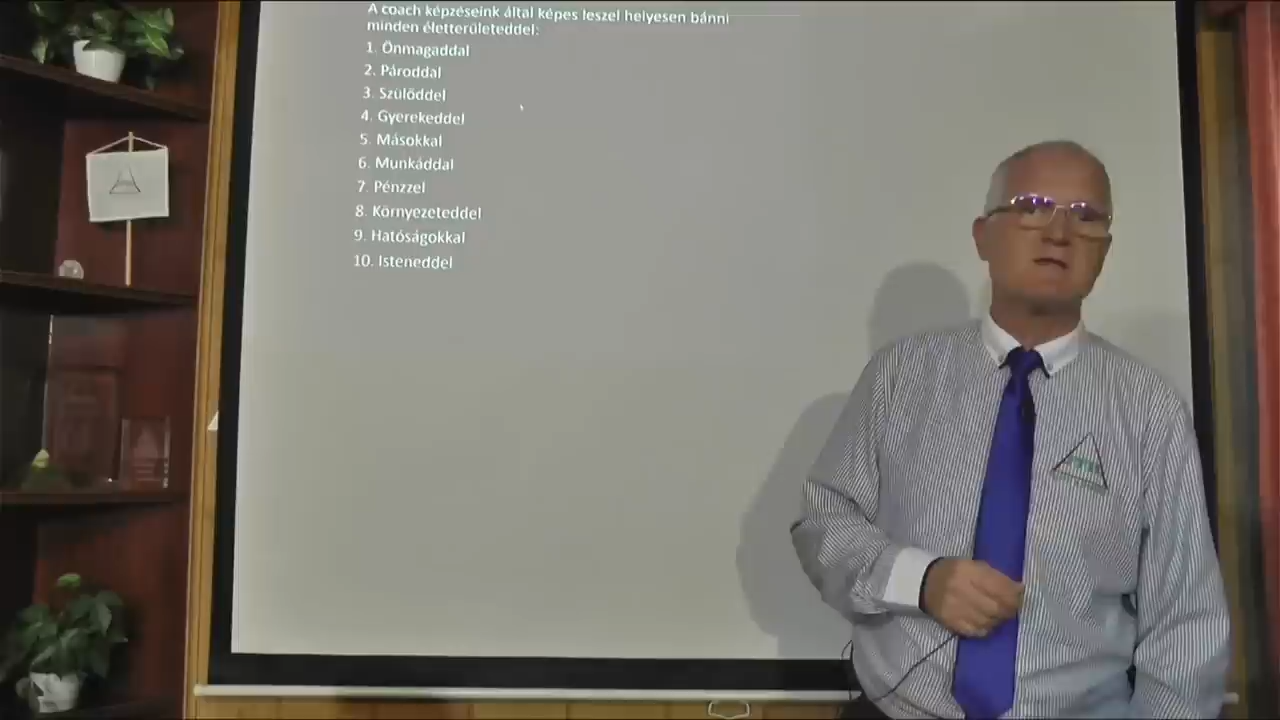 A coach képzéseink által képes leszel helyesen bánni
minden életterületeddel:
1. Önmagaddal
2. Pároddal
3. Szülőddel
4. Gyerekeddel
5. Másokkal
6. Munkáddal
7. Pénzzel
8. Környezeteddel
9. Hatóságokkal
10. Isteneddel